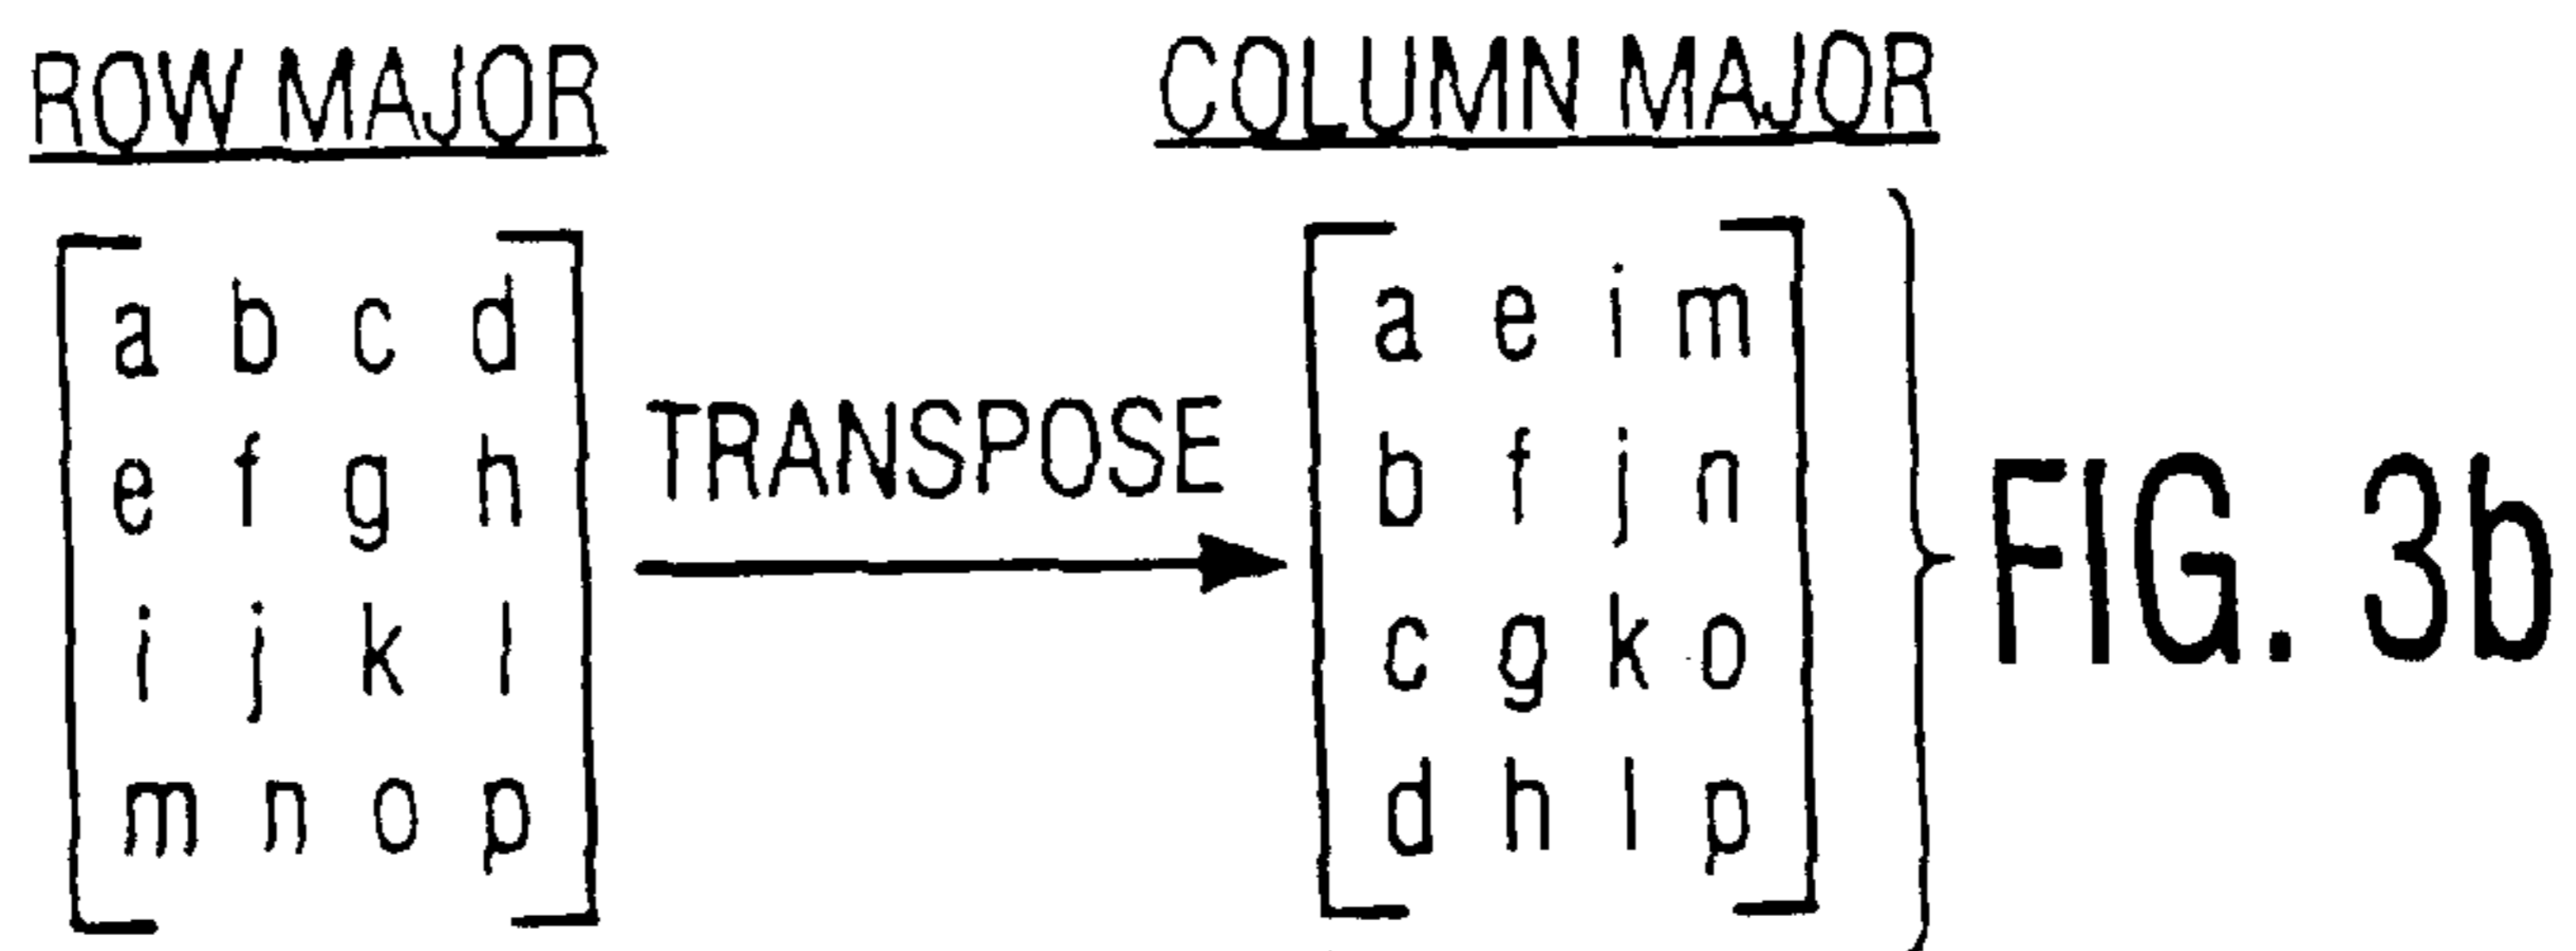 ROW MAJOR
COLUMN MAJOR
a b c d
e f g h
i j k l
m n o p
TRANSPOSE
a e i m
b f j n
c g k o
d h l p
FIG. 3b